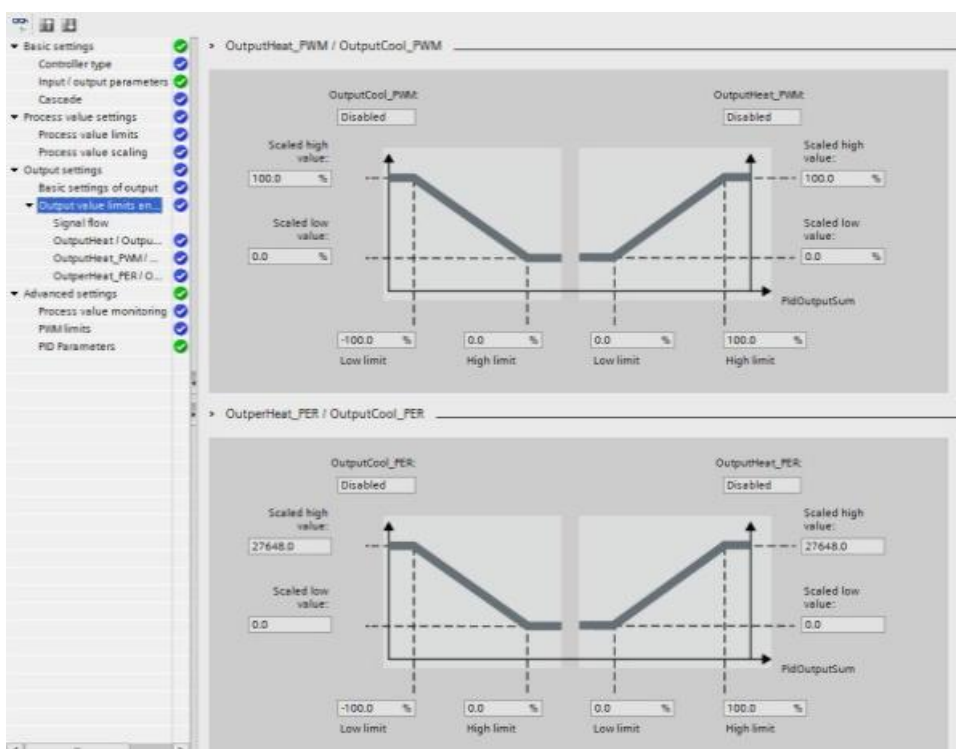 Basic settings
Controller type
Input / output parameters
Cascade
Process value settings
Process value limits
Process value scaling
Output settings
Basic settings of output
Output value limits an...
Signal flow
OutputHeat / Outpu...
OutputHeat_PWM / ...
OutperHeat_PER / O...
Advanced settings
Process value monitoring
PWM limits
PID Parameters
OutputHeat_PWM / OutputCool_PWM
OutputCool_PWM:
Disabled
OutputHeat_PWM:
Disabled
Scaled high
value:
100.0 %
Scaled high
value:
100.0 %
Scaled low
value:
0.0 %
Scaled low
value:
0.0 %
PidOutputSum
-100.0 %
0.0 %
0.0 %
100.0 %
Low limit
High limit
Low limit
High limit
OutperHeat_PER / OutputCool_PER
OutputCool_PER:
Disabled
OutputHeat_PER:
Disabled
Scaled high
value:
27648.0
Scaled high
value:
27648.0
Scaled low
value:
0.0
Scaled low
value:
0.0
PidOutputSum
-100.0 %
0.0 %
0.0 %
100.0 %
Low limit
High limit
Low limit
High limit